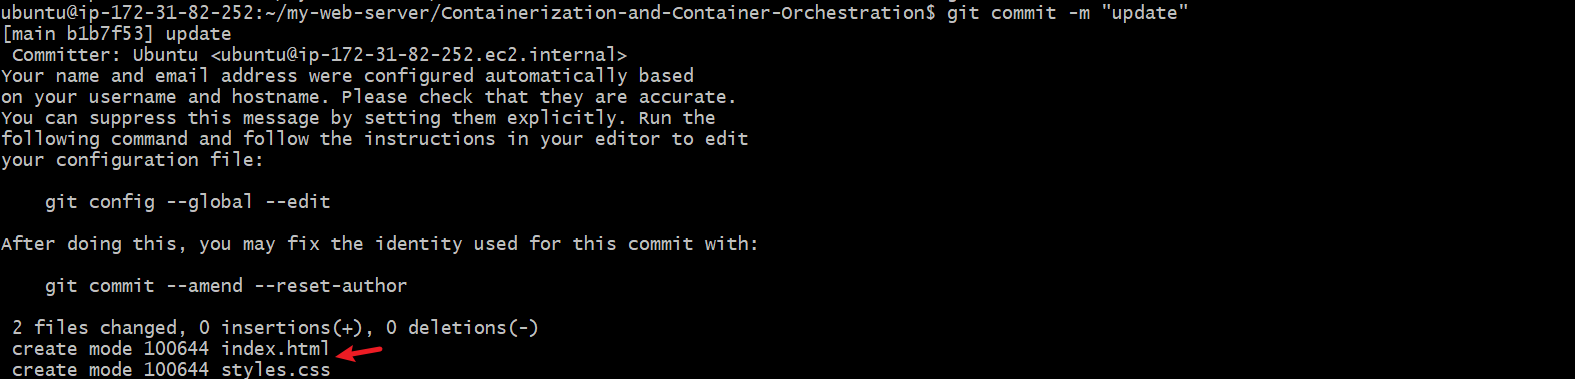 ubuntu@ip-172-31-82-252:~/my-web-server/Containerization-and-Container-Orchestration$ git commit -m "update"
[main b1b7f53] update
 Committer: Ubuntu <ubuntu@ip-172-31-82-252.ec2.internal>
Your name and email address were configured automatically based
on your username and hostname. Please check that they are accurate.
You can suppress this message by setting them explicitly. Run the
following command and follow the instructions in your editor to edit
your configuration file:

    git config --global --edit

After doing this, you may fix the identity used for this commit with:

    git commit --amend --reset-author

 2 files changed, 0 insertions(+), 0 deletions(-)
 create mode 100644 index.html
 create mode 100644 styles.css